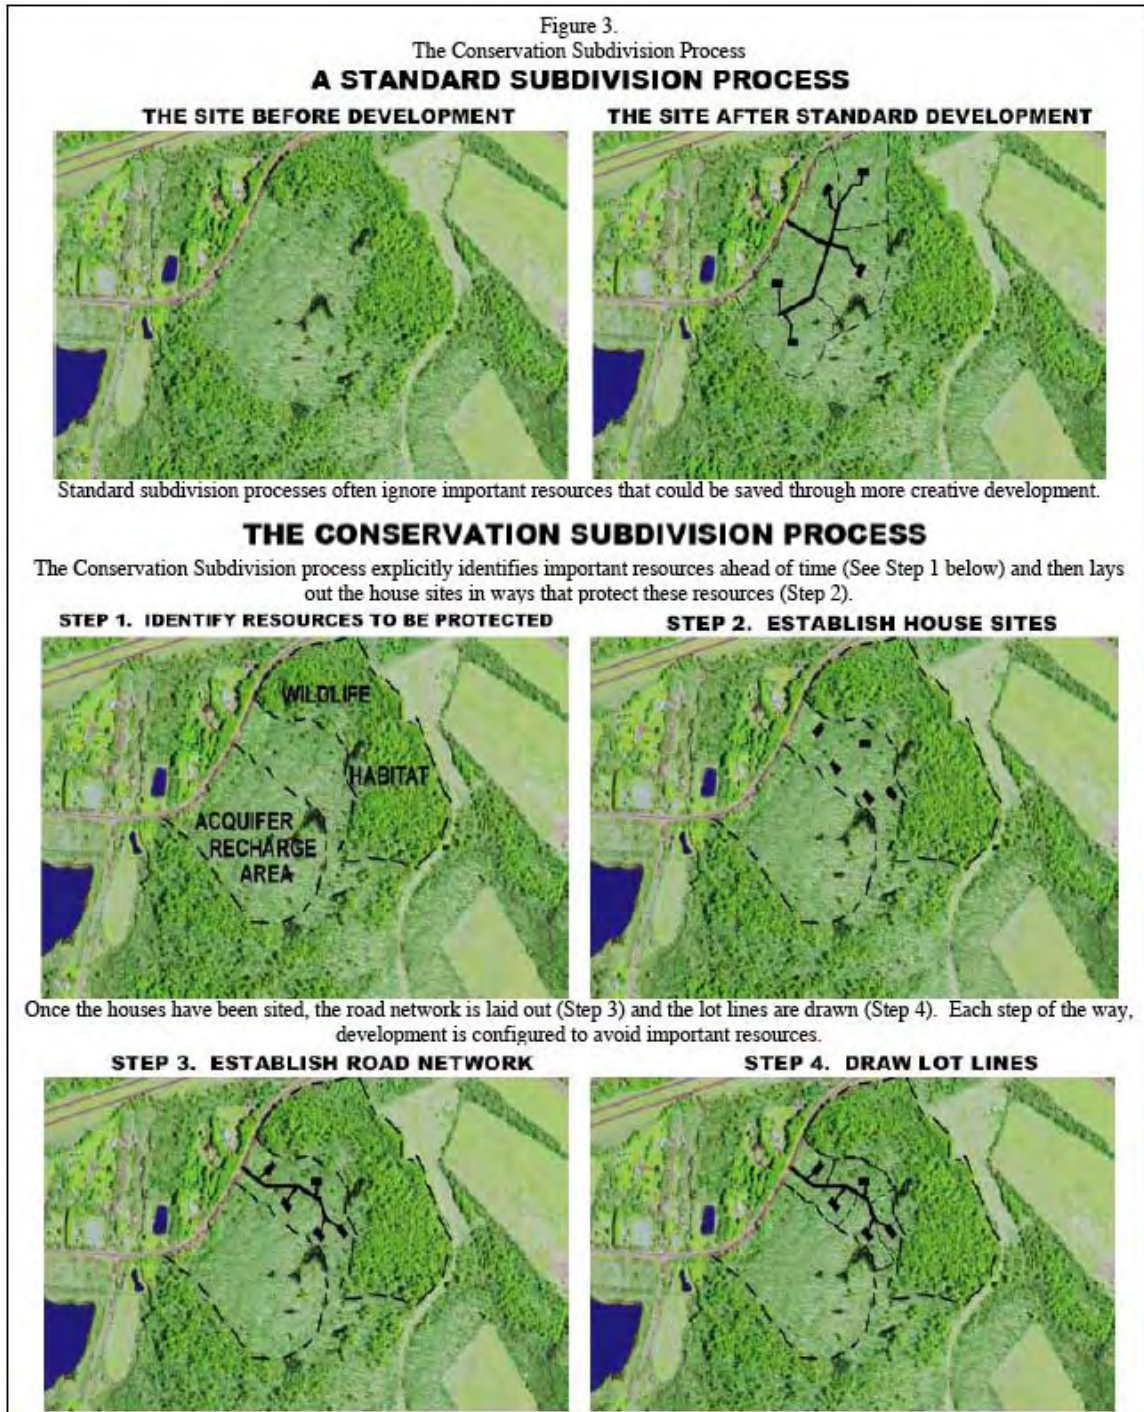 Figure 3.
The Conservation Subdivision Process
A STANDARD SUBDIVISION PROCESS
THE SITE BEFORE DEVELOPMENT
THE SITE AFTER STANDARD DEVELOPMENT
Standard subdivision processes often ignore important resources that could be saved through more creative development.
THE CONSERVATION SUBDIVISION PROCESS
The Conservation Subdivision process explicitly identifies important resources ahead of time (See Step 1 below) and then lays
out the house sites in ways that protect these resources (Step 2).
STEP 1. IDENTIFY RESOURCES TO BE PROTECTED
STEP 2. ESTABLISH HOUSE SITES
WILDLIFE
HABITAT
ACQUIFER
RECHARGE
AREA
Once the houses have been sited, the road network is laid out (Step 3) and the lot lines are drawn (Step 4). Each step of the way,
development is configured to avoid important resources.
STEP 3. ESTABLISH ROAD NETWORK
STEP 4. DRAW LOT LINES